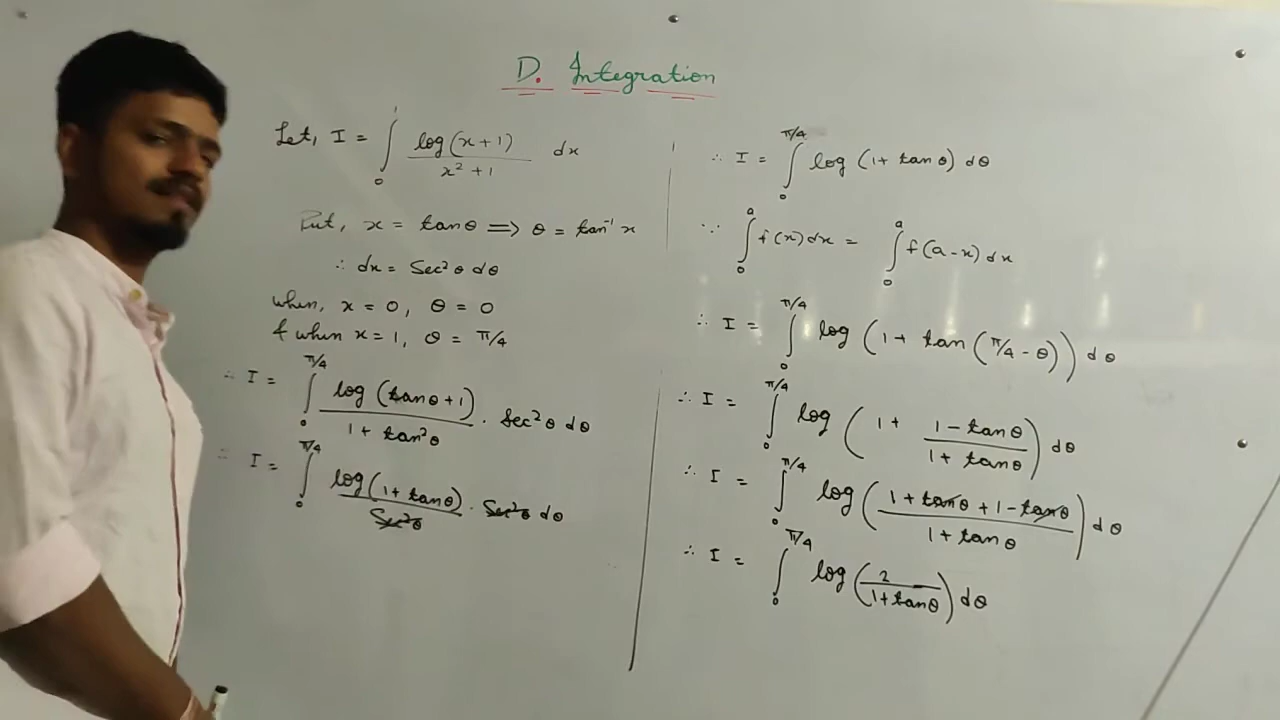 D. Integration
Let, I = ∫₀¹ log(x+1) / x²+1 dx
Put, x = tanθ ⟹ θ = tan⁻¹ x
∴ dx = Sec²θ dθ
when, x = 0, θ = 0
& when x = 1, θ = π/4
∴ I = ∫₀^{π/4} log(tanθ+1) / 1+tan²θ . Sec²θ dθ
∴ I = ∫₀^{π/4} log(1+tanθ) / Sec²θ . Sec²θ dθ
∴ I = ∫₀^{π/4} log(1+tanθ) dθ
∵ ∫₀^a f(x)dx = ∫₀^a f(a-x)dx
∴ I = ∫₀^{π/4} log(1+tan(π/4-θ)) dθ
∴ I = ∫₀^{π/4} log(1+ 1-tanθ / 1+tanθ) dθ
∴ I = ∫₀^{π/4} log(1+tanθ+1-tanθ / 1+tanθ) dθ
∴ I = ∫₀^{π/4} log(2 / 1+tanθ) dθ